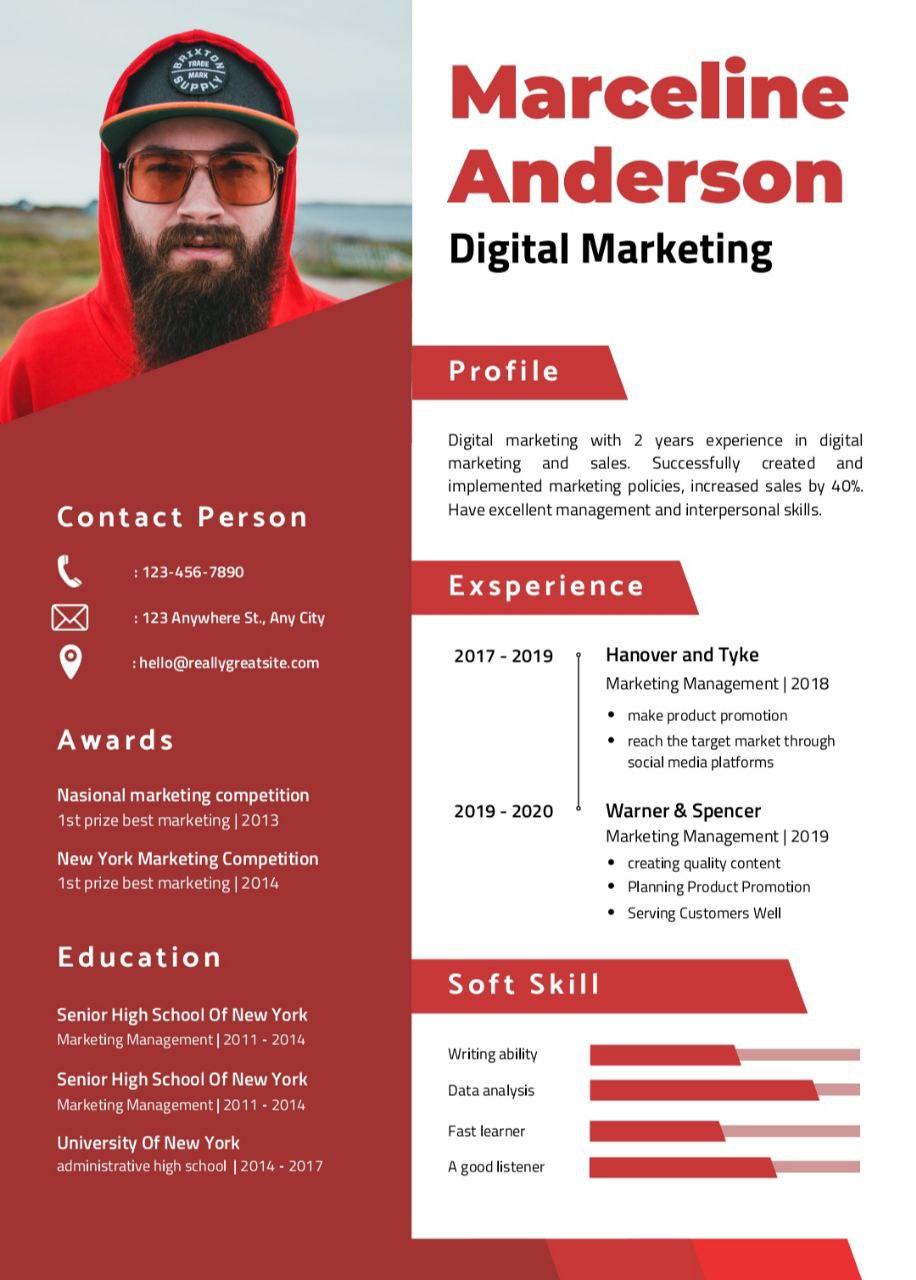 BRIXTON
TRADE
MARK
SUPPLY
Marceline
Anderson
Digital Marketing
Profile
Digital marketing with 2 years experience in digital
marketing and sales. Successfully created and
implemented marketing policies, increased sales by 40%.
Have excellent management and interpersonal skills.
Contact Person
: 123-456-7890
: 123 Anywhere St., Any City
: hello@reallygreatsite.com
Awards
Nasional marketing competition
1st prize best marketing | 2013
New York Marketing Competition
1st prize best marketing | 2014
Education
Senior High School Of New York
Marketing Management | 2011 - 2014
Senior High School Of New York
Marketing Management | 2011 - 2014
University Of New York
administrative high school | 2014 - 2017
Exsperience
2017 - 2019
Hanover and Tyke
Marketing Management | 2018
• make product promotion
• reach the target market through
social media platforms
2019 - 2020
Warner & Spencer
Marketing Management | 2019
• creating quality content
• Planning Product Promotion
• Serving Customers Well
Soft Skill
Writing ability
Data analysis
Fast learner
A good listener